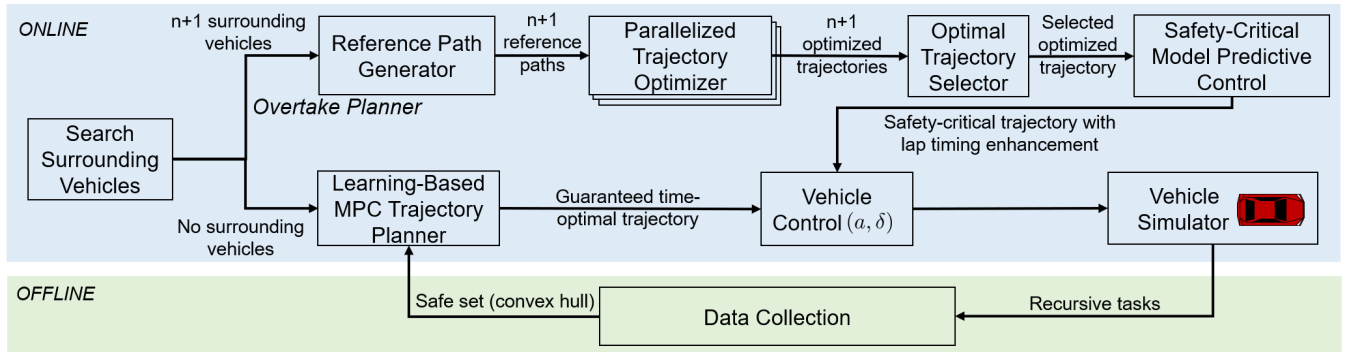 ONLINE
n+1 surrounding
vehicles
Reference Path
Generator
n+1
reference
paths
Parallelized
Trajectory
Optimizer
n+1
optimized
trajectories
Optimal
Trajectory
Selector
Selected
optimized
trajectory
Safety-Critical
Model Predictive
Control
Overtake Planner
Search
Surrounding
Vehicles
Safety-critical trajectory with
lap timing enhancement
No surrounding
vehicles
Learning-Based
MPC Trajectory
Planner
Guaranteed time-
optimal trajectory
Vehicle
Control (a, δ)
Vehicle
Simulator
OFFLINE
Safe set (convex hull)
Data Collection
Recursive tasks